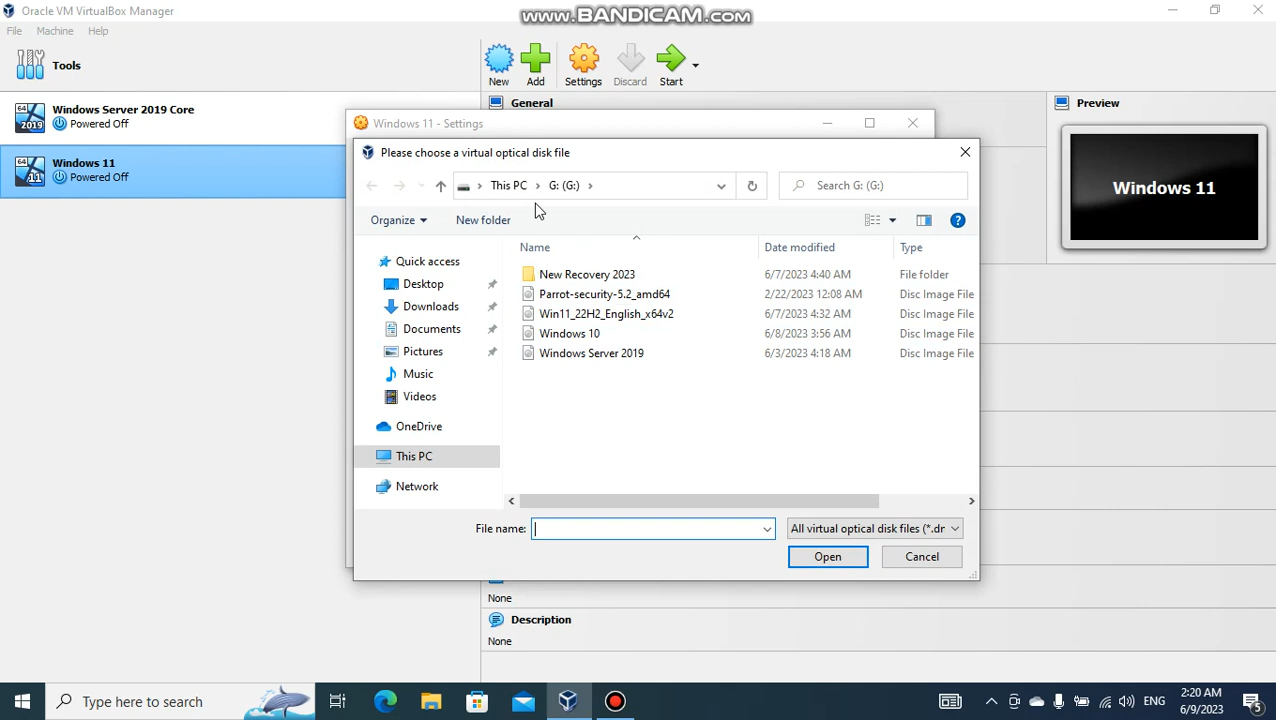 Oracle VM VirtualBox Manager
www.BANDICAM.com
File Machine Help
Tools
New Add Settings Discard Start
Windows Server 2019 Core
Powered Off
64 2019
Windows 11
Powered Off
64 11
General
Preview
Windows 11
Windows 11 - Settings
Please choose a virtual optical disk file
This PC › G: (G:) ›
Search G: (G:)
Organize New folder
Name Date modified Type
Quick access
Desktop
Downloads
Documents
Pictures
Music
Videos
OneDrive
This PC
Network
New Recovery 2023 6/7/2023 4:40 AM File folder
Parrot-security-5.2_amd64 2/22/2023 12:08 AM Disc Image File
Win11_22H2_English_x64v2 6/7/2023 4:32 AM Disc Image File
Windows 10 6/8/2023 3:56 AM Disc Image File
Windows Server 2019 6/3/2023 4:18 AM Disc Image File
File name:
All virtual optical disk files (*.dr
Open Cancel
None
Description
None
Type here to search
ENG
2:20 AM
6/9/2023
5